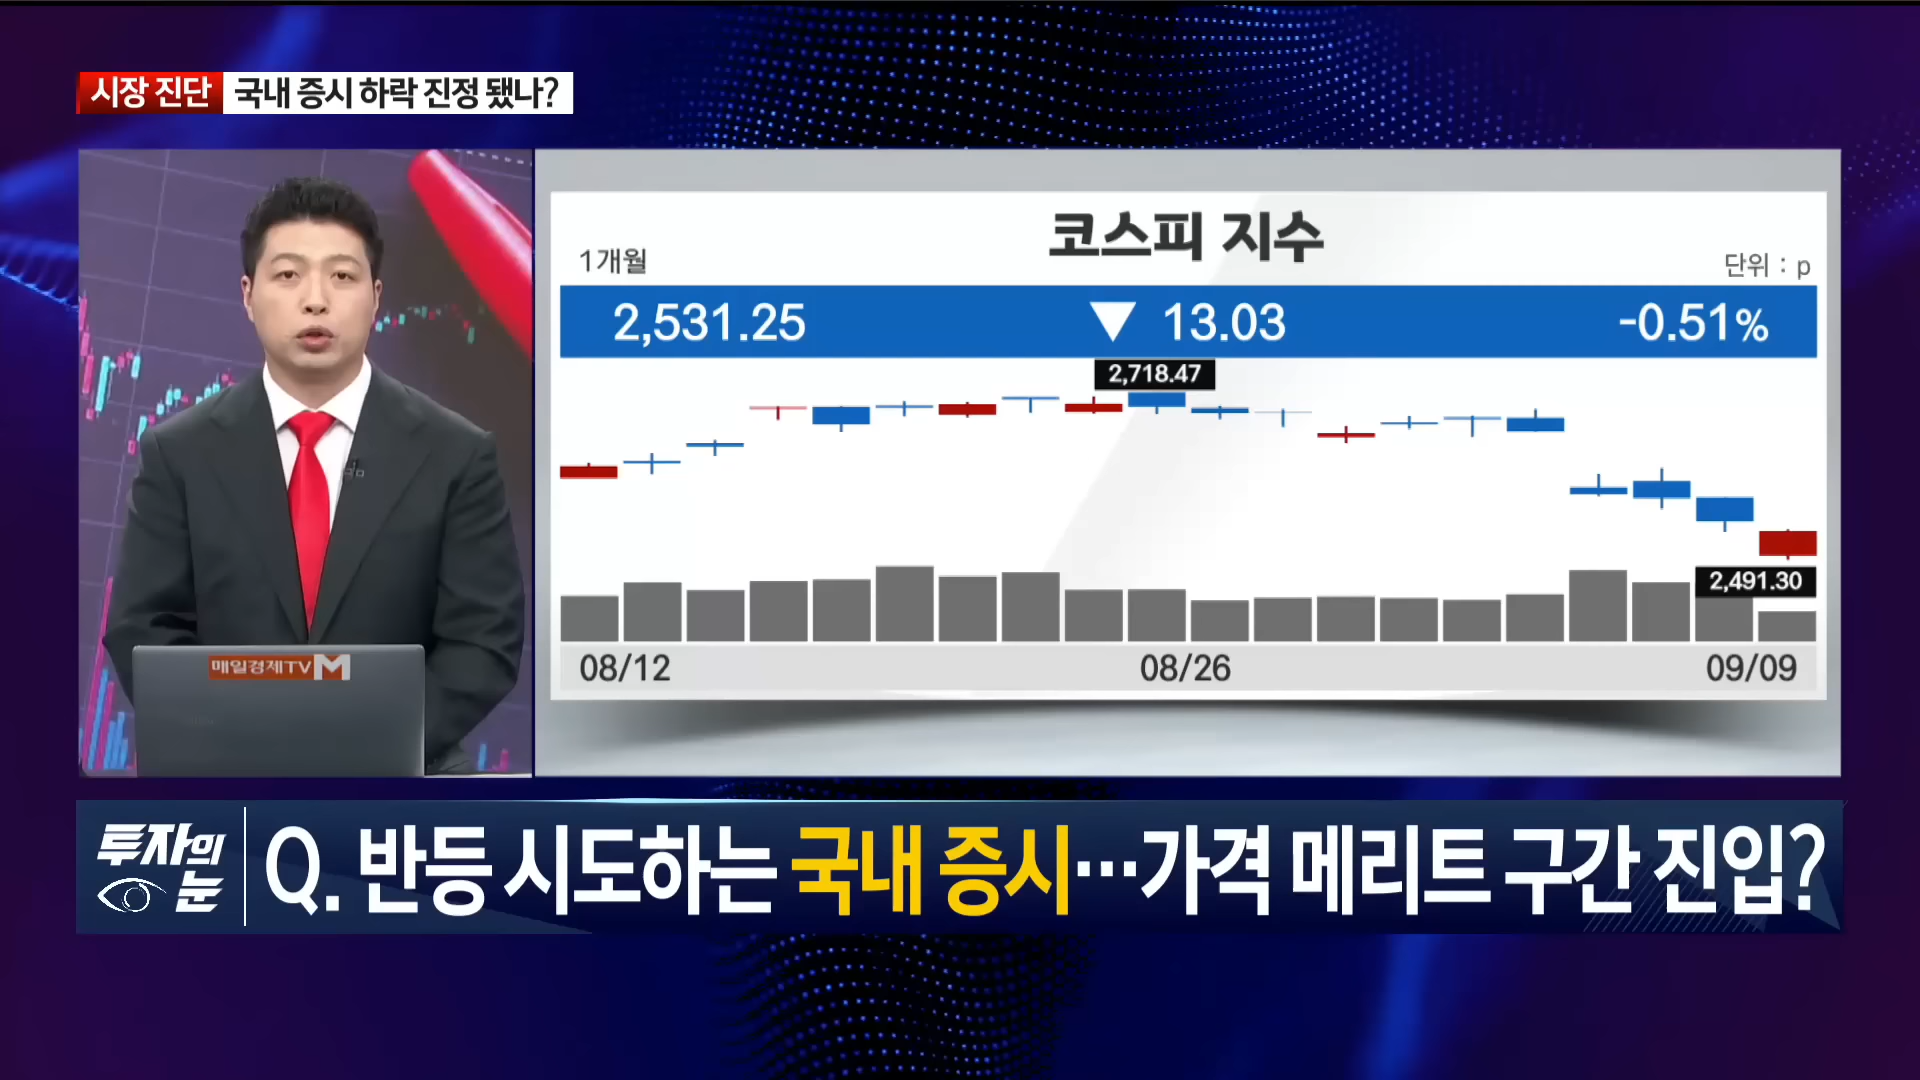 시장 진단 국내 증시 하락 진정 됐나?
코스피 지수
1개월
단위 : p
2,531.25 ▼ 13.03 -0.51%
2,718.47
2,491.30
08/12 08/26 09/09
매일경제TV M
투자의 눈
Q. 반등 시도하는 국내 증시…가격 메리트 구간 진입?